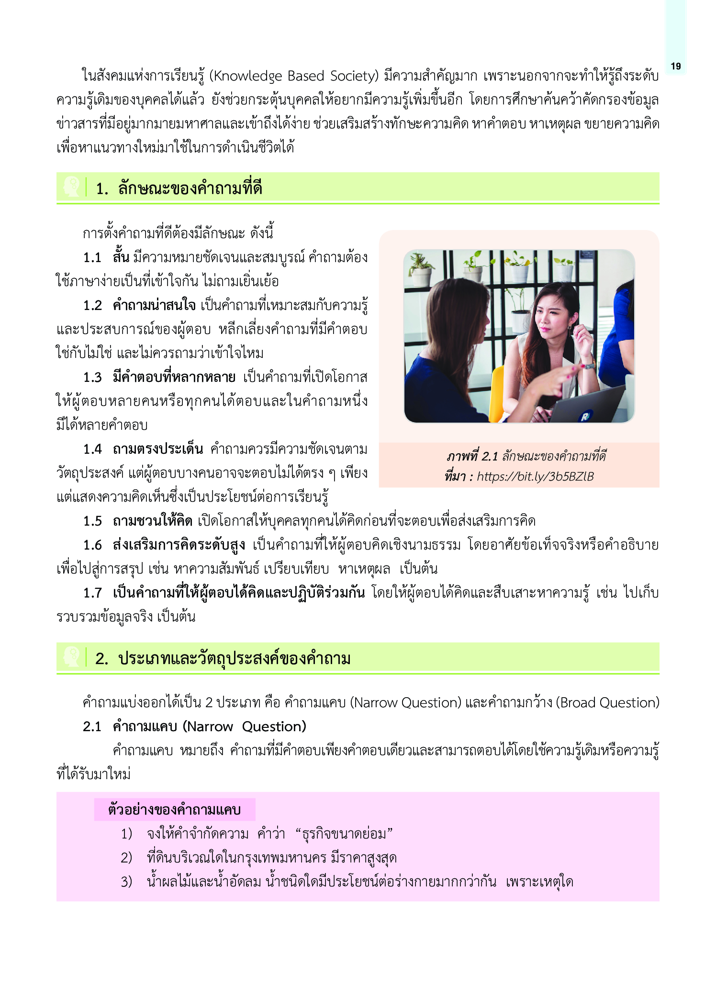 19
ในสังคมแห่งการเรียนรู้ (Knowledge Based Society) มีความสำคัญมาก เพราะนอกจากจะทำให้รู้ถึงระดับ
ความรู้เดิมของบุคคลได้แล้ว ยังช่วยกระตุ้นบุคคลให้อยากมีความรู้เพิ่มขึ้นอีก โดยการศึกษาค้นคว้าคัดกรองข้อมูล
ข่าวสารที่มีอยู่มากมายมหาศาลและเข้าถึงได้ง่าย ช่วยเสริมสร้างทักษะความคิด หาคำตอบ หาเหตุผล ขยายความคิด
เพื่อหาแนวทางใหม่มาใช้ในการดำเนินชีวิตได้
1. ลักษณะของคำถามที่ดี
การตั้งคำถามที่ดีต้องมีลักษณะ ดังนี้
1.1 สั้น มีความหมายชัดเจนและสมบูรณ์ คำถามต้อง
ใช้ภาษาง่ายเป็นที่เข้าใจกัน ไม่ถามเยิ่นเย้อ
1.2 คำถามน่าสนใจ เป็นคำถามที่เหมาะสมกับความรู้
และประสบการณ์ของผู้ตอบ หลีกเลี่ยงคำถามที่มีคำตอบ
ใช่กับไม่ใช่ และไม่ควรถามว่าเข้าใจไหม
1.3 มีคำตอบที่หลากหลาย เป็นคำถามที่เปิดโอกาส
ให้ผู้ตอบหลายคนหรือทุกคนได้ตอบและในคำถามหนึ่ง
มีได้หลายคำตอบ
1.4 ถามตรงประเด็น คำถามควรมีความชัดเจนตาม
วัตถุประสงค์ แต่ผู้ตอบบางคนอาจจะตอบไม่ได้ตรง ๆ เพียง
แต่แสดงความคิดเห็นซึ่งเป็นประโยชน์ต่อการเรียนรู้
R
ภาพที่ 2.1 ลักษณะของคำถามที่ดี
ที่มา : https://bit.ly/3b5BZlB
1.5 ถามชวนให้คิด เปิดโอกาสให้บุคคลทุกคนได้คิดก่อนที่จะตอบเพื่อส่งเสริมการคิด
1.6 ส่งเสริมการคิดระดับสูง เป็นคำถามที่ให้ผู้ตอบคิดเชิงนามธรรม โดยอาศัยข้อเท็จจริงหรือคำอธิบาย
เพื่อไปสู่การสรุป เช่น หาความสัมพันธ์ เปรียบเทียบ หาเหตุผล เป็นต้น
1.7 เป็นคำถามที่ให้ผู้ตอบได้คิดและปฏิบัติร่วมกัน โดยให้ผู้ตอบได้คิดและสืบเสาะหาความรู้ เช่น ไปเก็บ
รวบรวมข้อมูลจริง เป็นต้น
2. ประเภทและวัตถุประสงค์ของคำถาม
คำถามแบ่งออกได้เป็น 2 ประเภท คือ คำถามแคบ (Narrow Question) และคำถามกว้าง (Broad Question)
2.1 คำถามแคบ (Narrow Question)
คำถามแคบ หมายถึง คำถามที่มีคำตอบเพียงคำตอบเดียวและสามารถตอบได้โดยใช้ความรู้เดิมหรือความรู้
ที่ได้รับมาใหม่
ตัวอย่างของคำถามแคบ
1) จงให้คำจำกัดความ คำว่า “ธุรกิจขนาดย่อม”
2) ที่ดินบริเวณใดในกรุงเทพมหานคร มีราคาสูงสุด
3) น้ำผลไม้และน้ำอัดลม น้ำชนิดใดมีประโยชน์ต่อร่างกายมากกว่ากัน เพราะเหตุใด